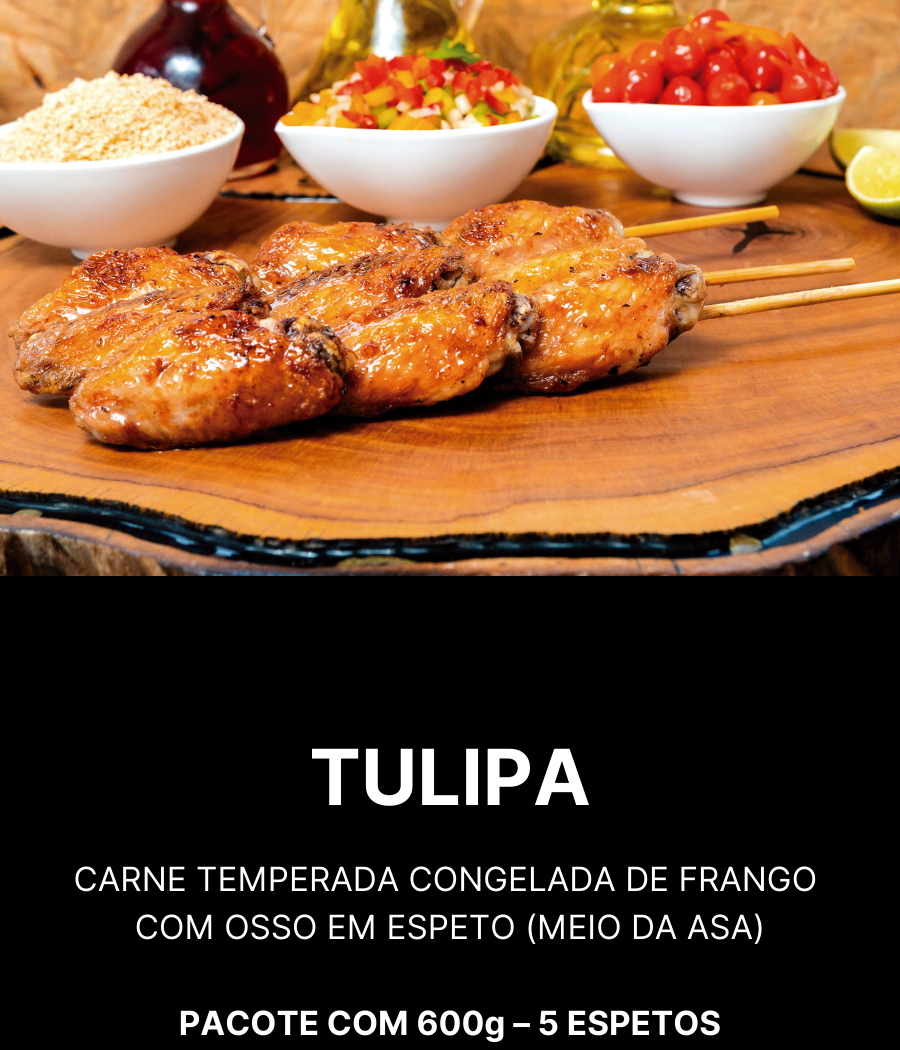 TULIPA
CARNE TEMPERADA CONGELADA DE FRANGO
COM OSSO EM ESPETO (MEIO DA ASA)
PACOTE COM 600g – 5 ESPETOS